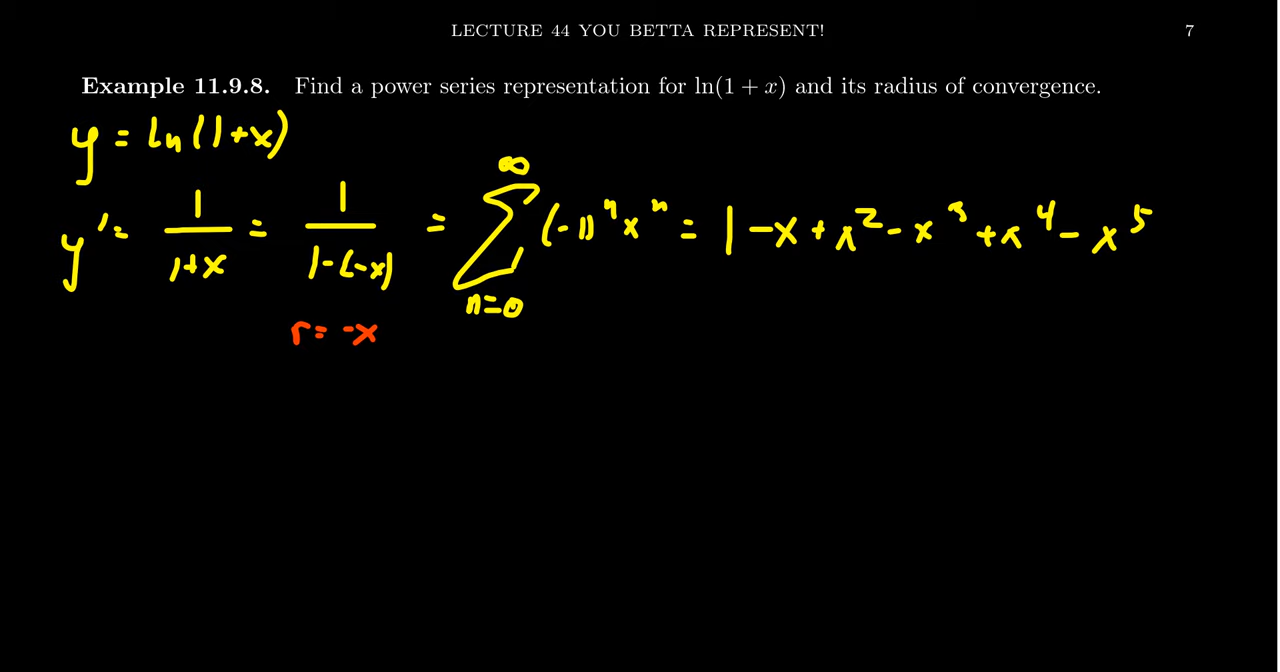 LECTURE 44 YOU BETTA REPRESENT! 7
Example 11.9.8. Find a power series representation for ln(1 + x) and its radius of convergence.
y = ln(1+x)
y' = 1/(1+x) = 1/(1-(-x)) = ∑_{n=0}^{∞} (-1)^n x^n = 1 - x + x^2 - x^3 + x^4 - x^5
r = -x